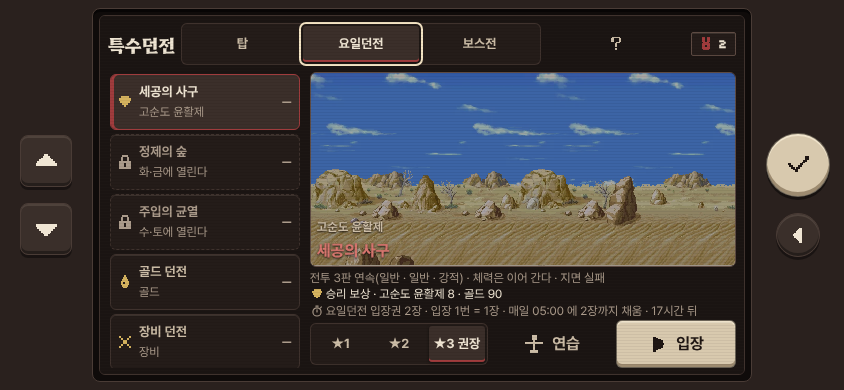 특수던전
탑
요일던전
보스전
?
2
세공의 사구
고순도 윤활제
정제의 숲
화·금에 열린다
주입의 균열
수·토에 열린다
골드 던전
골드
장비 던전
장비
고순도 윤활제
세공의 사구
전투 3판 연속(일반 · 일반 · 강적) · 체력은 이어 간다 · 지면 실패
승리 보상 · 고순도 윤활제 8 · 골드 90
요일던전 입장권 2장 · 입장 1번 = 1장 · 매일 05:00 에 2장까지 채움 · 17시간 뒤
★1
★2
★3 권장
연습
입장